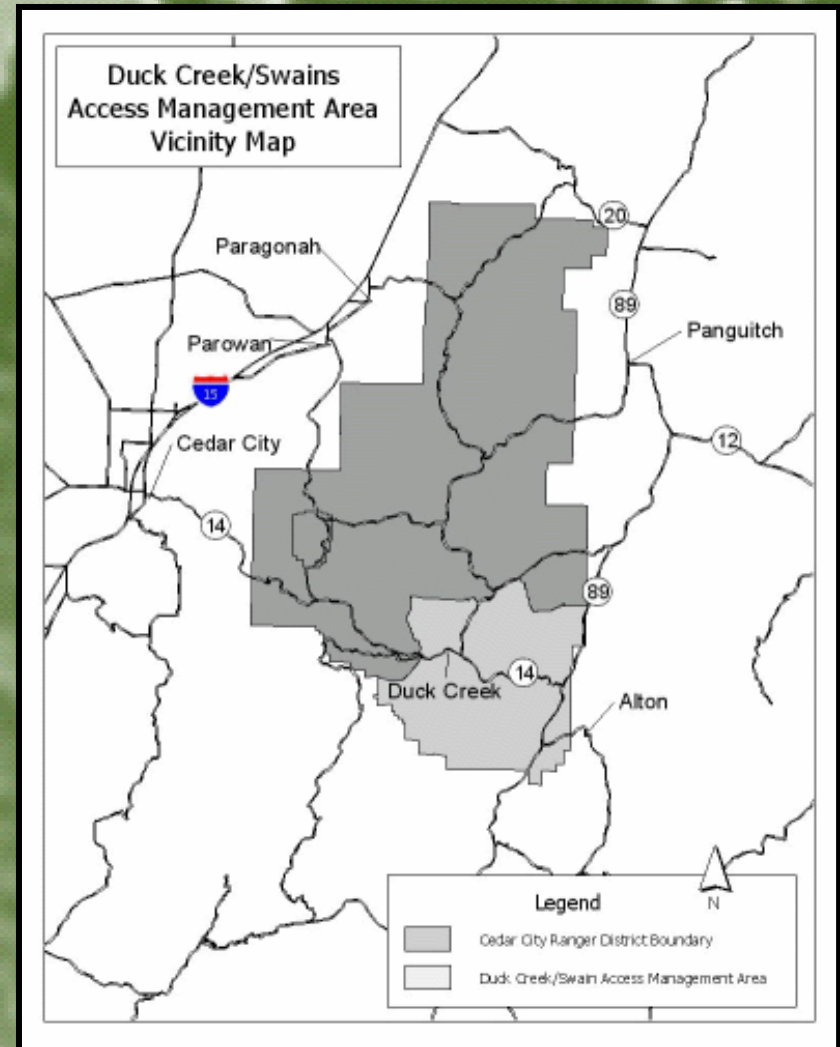 Duck Creek/Swains
Access Management Area
Vicinity Map
20
Paragonah
89
Panguitch
Parowan
15
Cedar City
12
14
89
14
Duck Creek
Alton
N
Legend
Cedar City Ranger District Boundary
Duck Creek/Swain Access Management Area